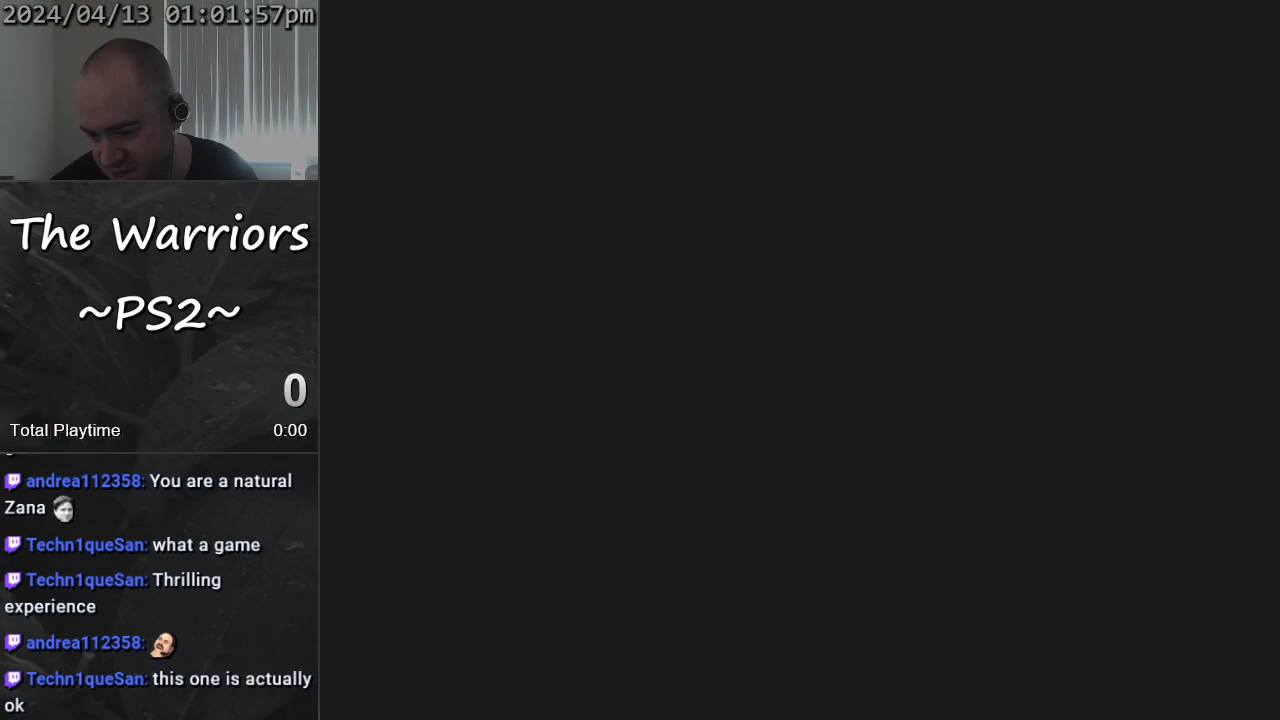 2024/04/13 01:01:57pm
The Warriors
~PS2~
0
Total Playtime 0:00
andrea112358: You are a natural
Zana
Techn1queSan: what a game
Techn1queSan: Thrilling
experience
andrea112358:
Techn1queSan: this one is actually
ok